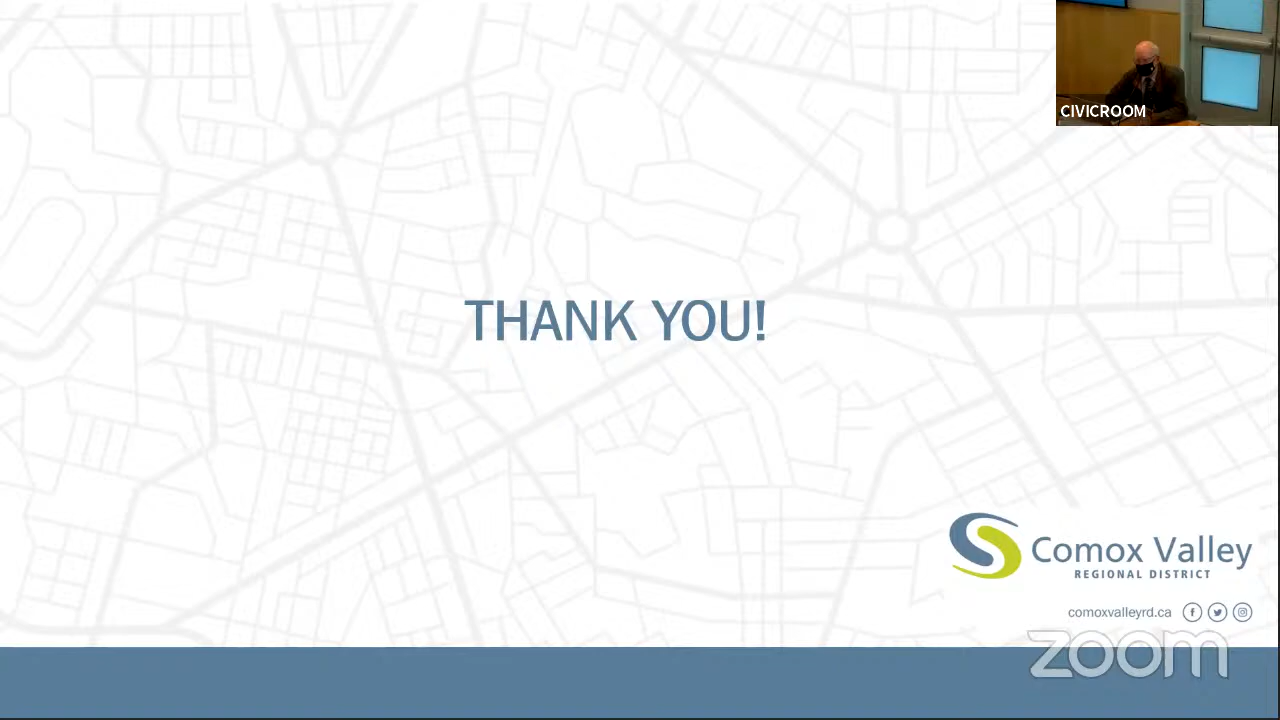 CIVICROOM
THANK YOU!
Comox Valley
REGIONAL DISTRICT
comoxvalleyrd.ca
zoom